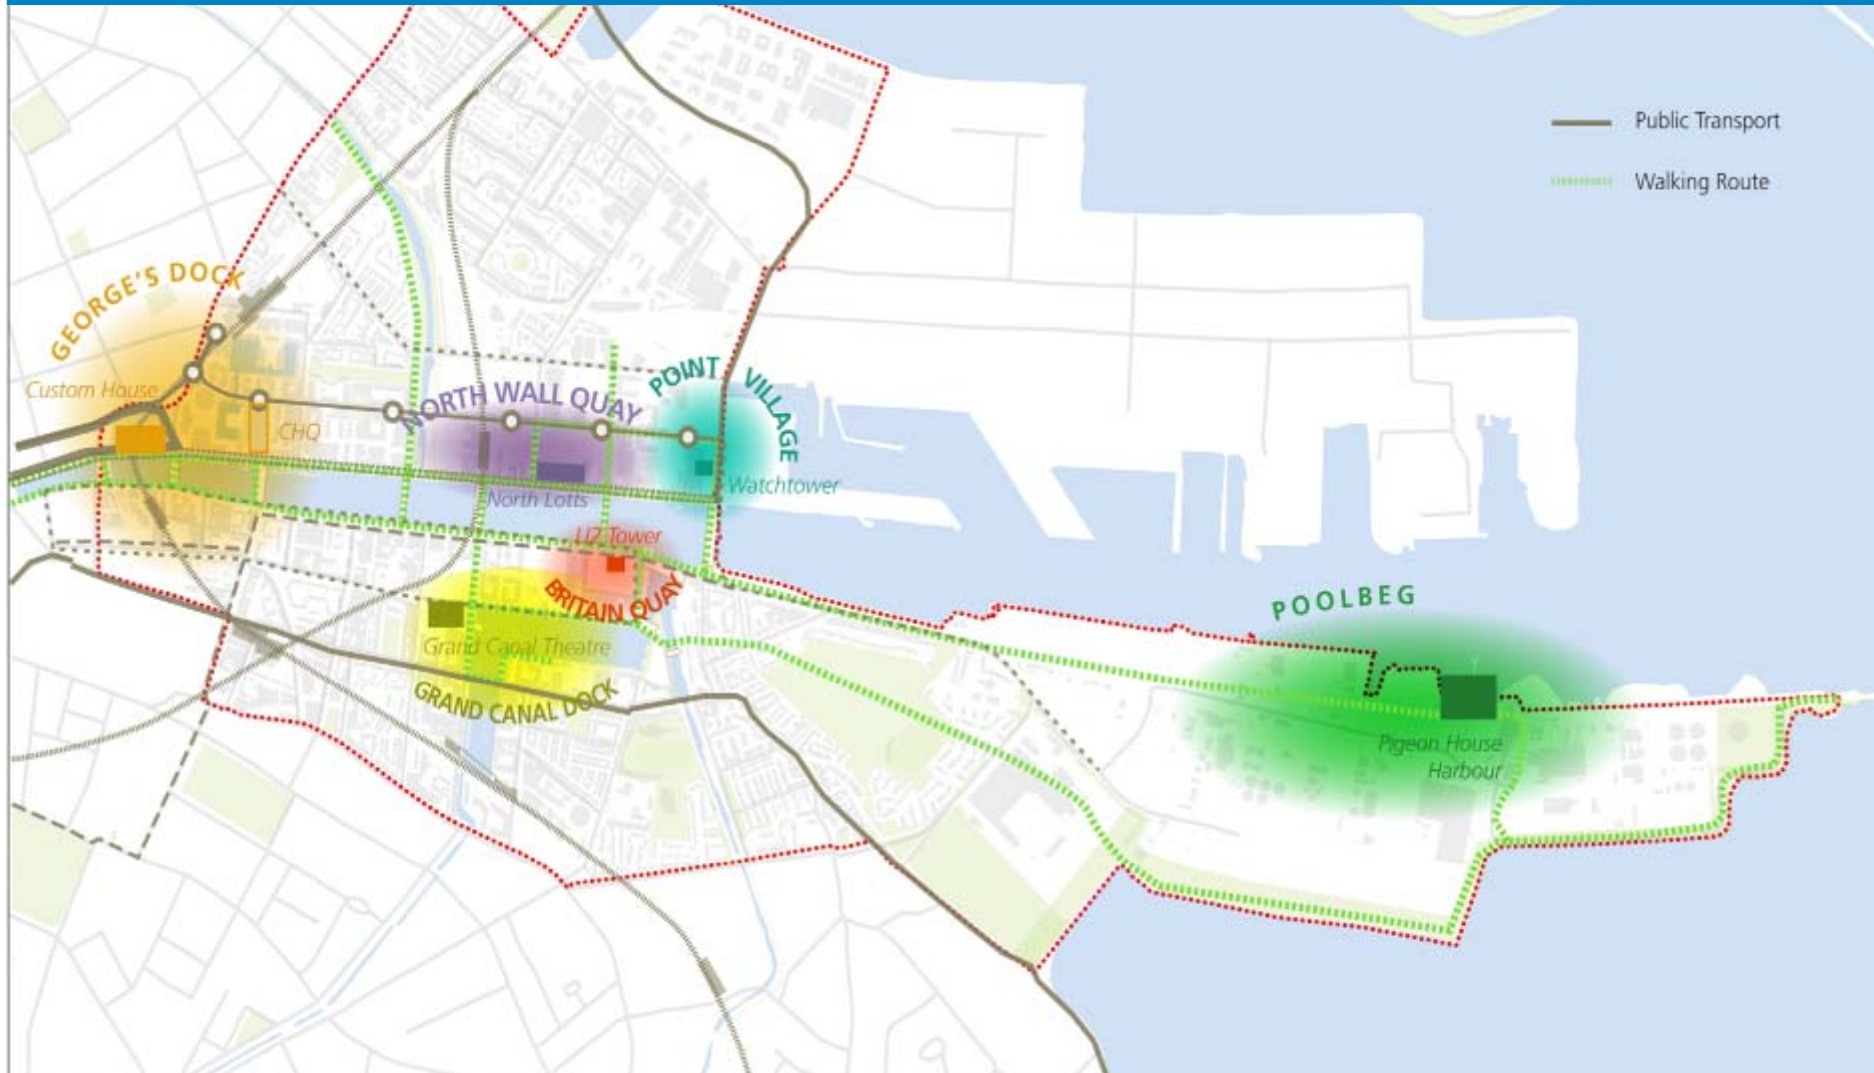 Public Transport
Walking Route
GEORGE'S DOCK
Custom House
CHQ
NORTH WALL QUAY
North Lotts
POINT VILLAGE
Watchtower
U2 Tower
BRITAIN QUAY
Grand Canal Theatre
GRAND CANAL DOCK
POOLBEG
Pigeon House
Harbour